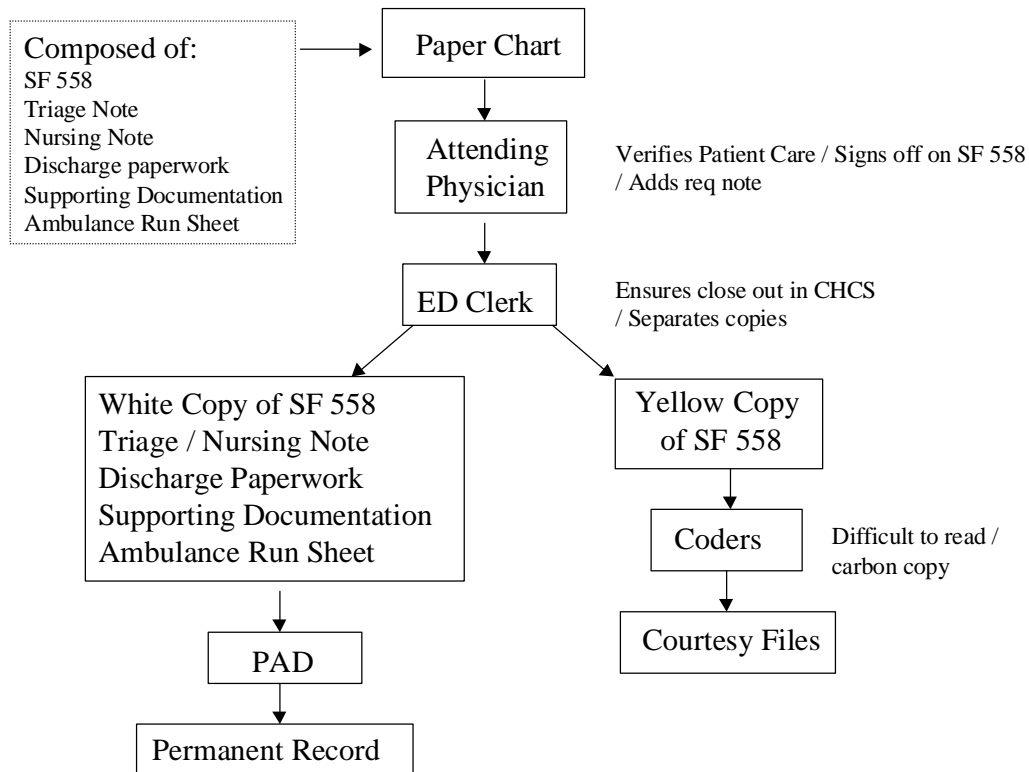 Composed of:
SF 558
Triage Note
Nursing Note
Discharge paperwork
Supporting Documentation
Ambulance Run Sheet
Paper Chart
Attending
Physician
Verifies Patient Care / Signs off on SF 558
/ Adds req note
ED Clerk
Ensures close out in CHCS
/ Separates copies
White Copy of SF 558
Triage / Nursing Note
Discharge Paperwork
Supporting Documentation
Ambulance Run Sheet
Yellow Copy
of SF 558
Coders
Difficult to read /
carbon copy
Courtesy Files
PAD
Permanent Record